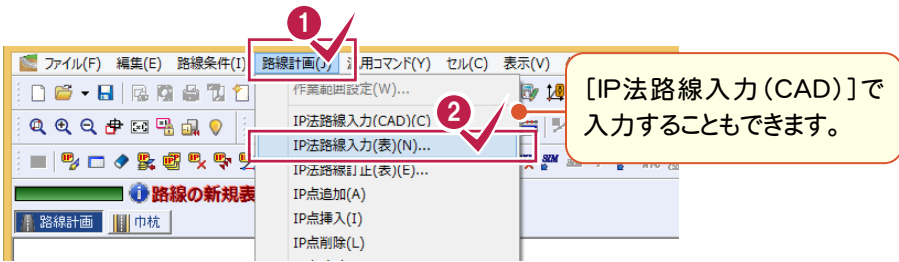 1
ファイル(F) 編集(E) 路線条件(I) 路線計画(J) 用コマンド(Y) セル(C) 表示(V)
作業範囲設定(W)...
IP法路線入力(CAD)(C)
2
IP法路線入力(表)(N)...
IP法路線訂正(表)(E)...
路線の新規表
IP点追加(A)
路線計画 巾杭
IP点挿入(I)
IP点削除(L)
[IP法路線入力(CAD)]で
入力することもできます。